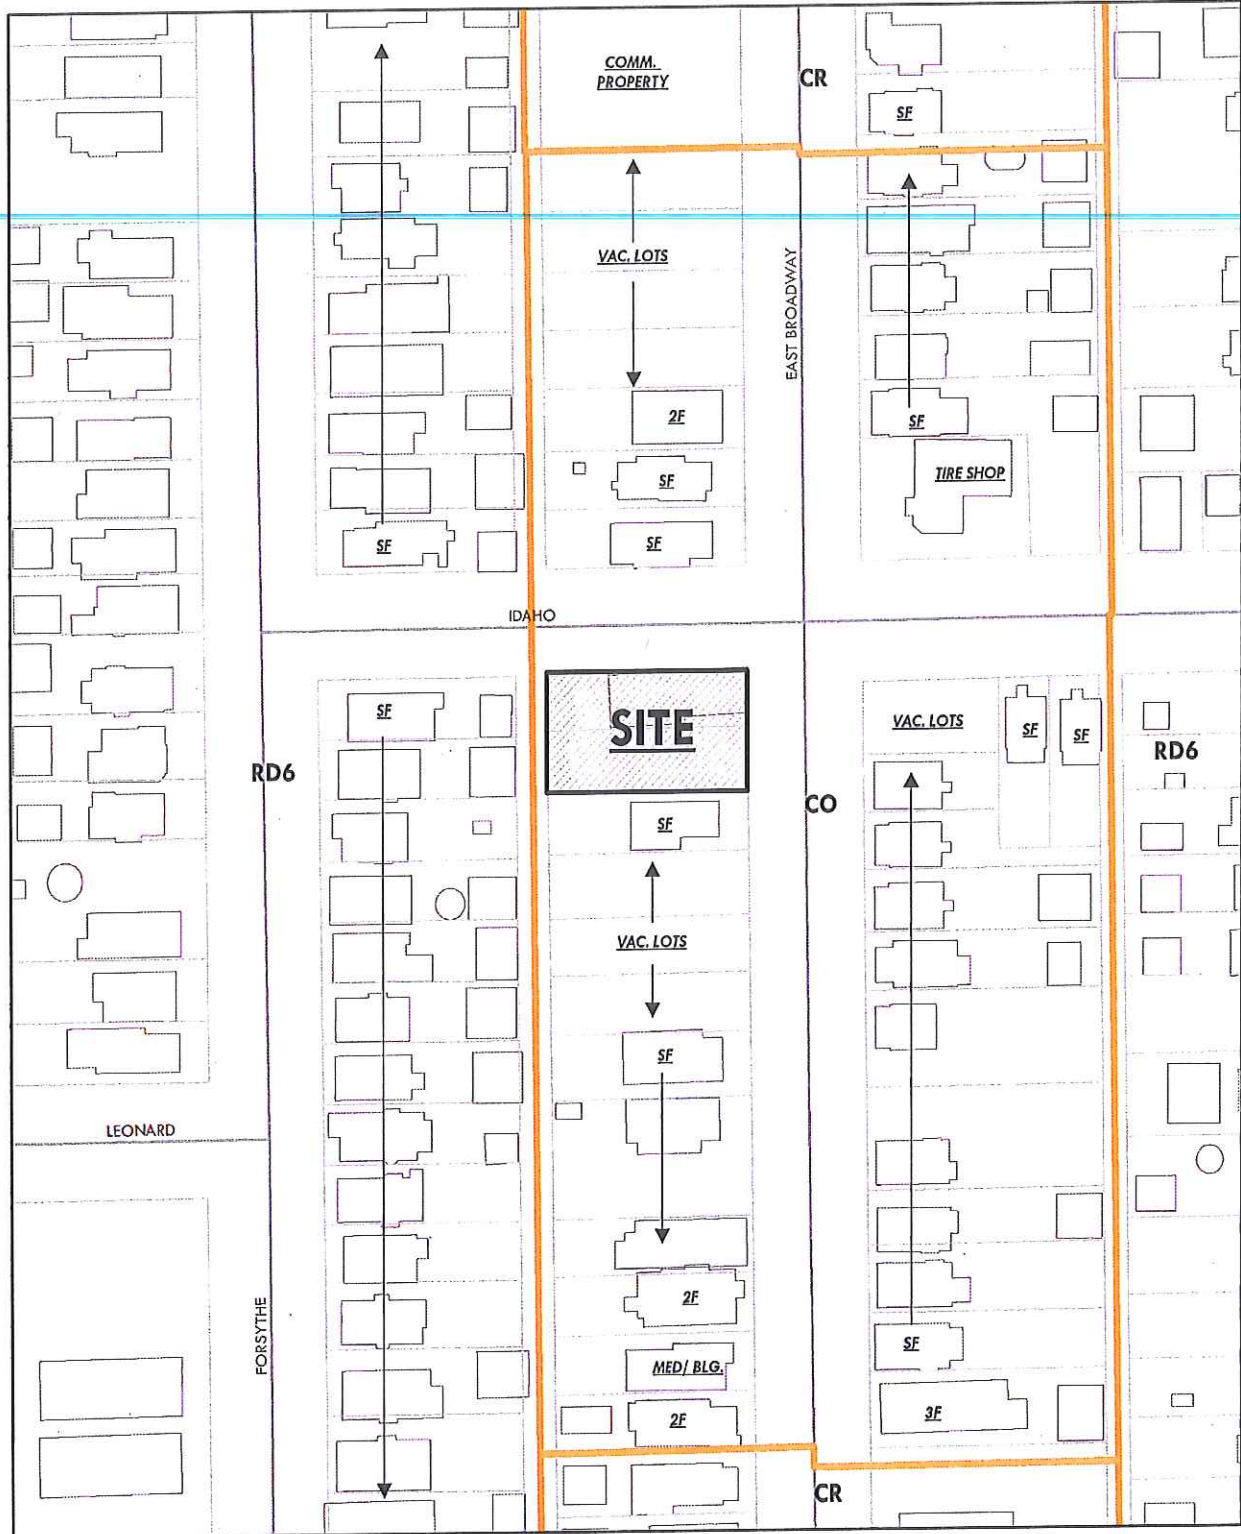 COMM.
PROPERTY
CR
SF
VAC. LOTS
EAST BROADWAY
2F
SF
SF
TIRE SHOP
SF
SF
IDAHO
SF
SITE
VAC. LOTS
SF
SF
RD6
RD6
CO
SF
VAC. LOTS
SF
LEONARD
FORSYTHE
2F
SF
MED/ BLG.
2F
3F
CR